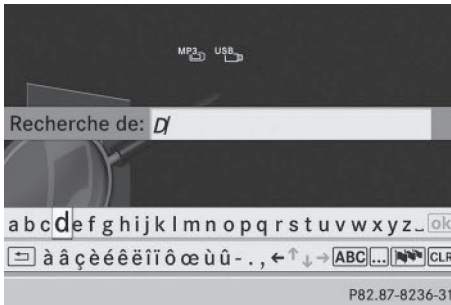 MP3 USB
Recherche de: D
a b c d e f g h i j k l m n o p q r s t u v w x y z _ ok
à â ç è é ê ë î ï ô œ ù û - . , ← ↑ ↓ → ABC ... CLR
P82.87-8236-31